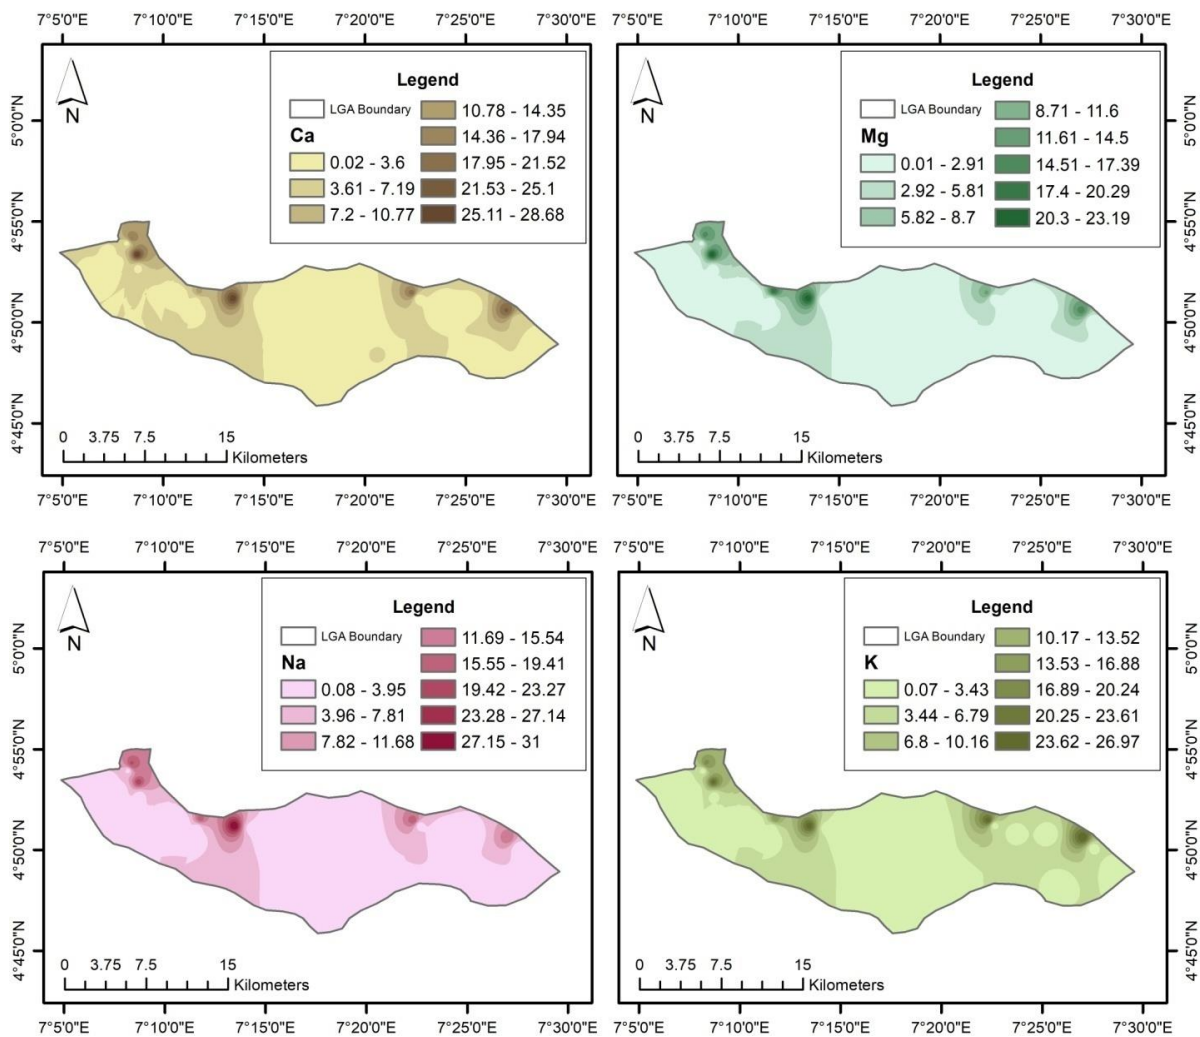 7°5'0"E 7°10'0"E 7°15'0"E 7°20'0"E 7°25'0"E 7°30'0"E
Legend
LGA Boundary
Ca
0.02 - 3.6
3.61 - 7.19
7.2 - 10.77
10.78 - 14.35
14.36 - 17.94
17.95 - 21.52
21.53 - 25.1
25.11 - 28.68
N
5°0'0"N
4°55'0"N
4°50'0"N
4°45'0"N
0 3.75 7.5 15
Kilometers
7°5'0"E 7°10'0"E 7°15'0"E 7°20'0"E 7°25'0"E 7°30'0"E
7°5'0"E 7°10'0"E 7°15'0"E 7°20'0"E 7°25'0"E 7°30'0"E
Legend
LGA Boundary
Mg
0.01 - 2.91
2.92 - 5.81
5.82 - 8.7
8.71 - 11.6
11.61 - 14.5
14.51 - 17.39
17.4 - 20.29
20.3 - 23.19
N
5°0'0"N
4°55'0"N
4°50'0"N
4°45'0"N
0 3.75 7.5 15
Kilometers
7°5'0"E 7°10'0"E 7°15'0"E 7°20'0"E 7°25'0"E 7°30'0"E
7°5'0"E 7°10'0"E 7°15'0"E 7°20'0"E 7°25'0"E 7°30'0"E
Legend
LGA Boundary
Na
0.08 - 3.95
3.96 - 7.81
7.82 - 11.68
11.69 - 15.54
15.55 - 19.41
19.42 - 23.27
23.28 - 27.14
27.15 - 31
N
5°0'0"N
4°55'0"N
4°50'0"N
4°45'0"N
0 3.75 7.5 15
Kilometers
7°5'0"E 7°10'0"E 7°15'0"E 7°20'0"E 7°25'0"E 7°30'0"E
7°5'0"E 7°10'0"E 7°15'0"E 7°20'0"E 7°25'0"E 7°30'0"E
Legend
LGA Boundary
K
0.07 - 3.43
3.44 - 6.79
6.8 - 10.16
10.17 - 13.52
13.53 - 16.88
16.89 - 20.24
20.25 - 23.61
23.62 - 26.97
N
5°0'0"N
4°55'0"N
4°50'0"N
4°45'0"N
0 3.75 7.5 15
Kilometers
7°5'0"E 7°10'0"E 7°15'0"E 7°20'0"E 7°25'0"E 7°30'0"E